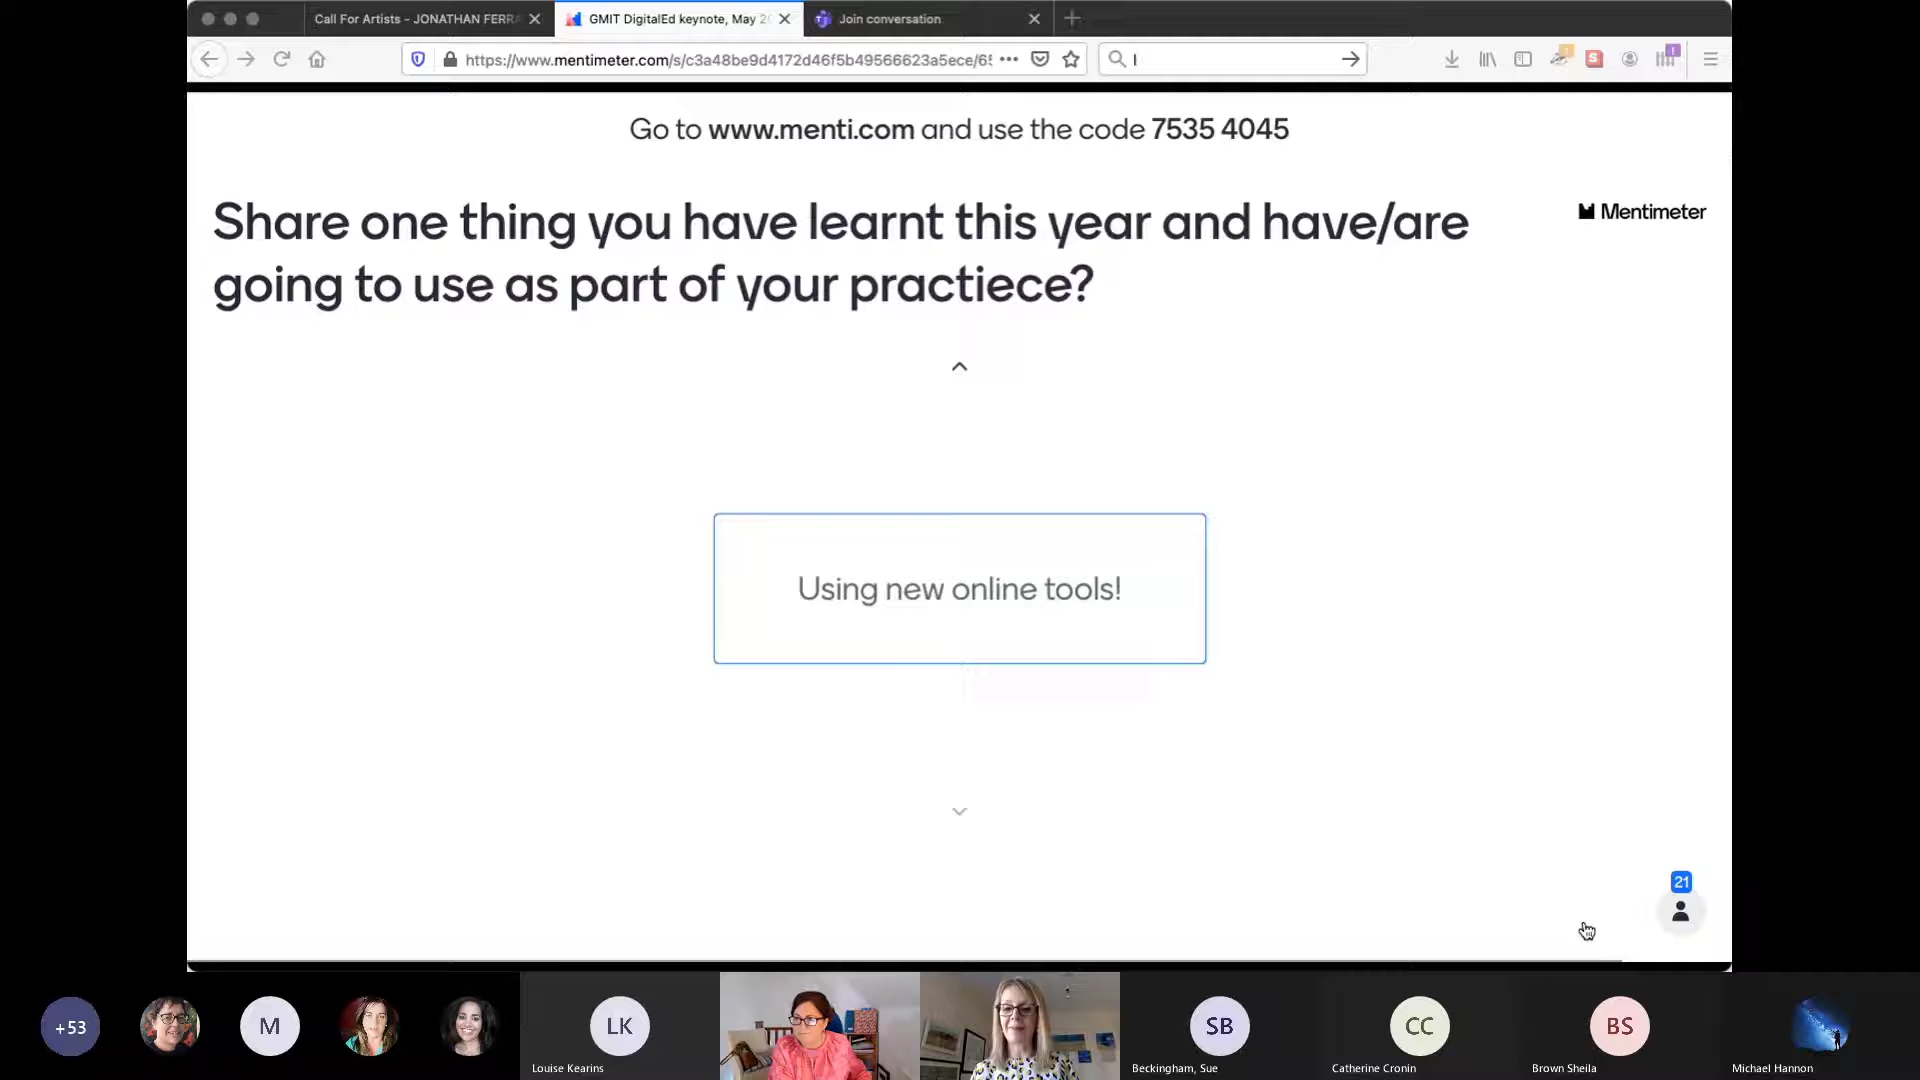 Call For Artists - JONATHAN FERRA
GMIT DigitalEd keynote, May 20
Join conversation
https://www.mentimeter.com/s/c3a48be9d4172d46f5b49566623a5ece/65
I
S
Go to www.menti.com and use the code 7535 4045
Share one thing you have learnt this year and have/are
going to use as part of your practiece?
Mentimeter
Using new online tools!
21
+53
M
LK
Louise Kearins
SB
Beckingham, Sue
CC
Catherine Cronin
BS
Brown Sheila
Michael Hannon